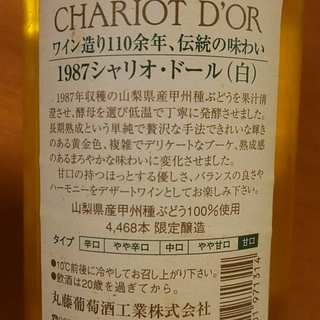 CHARIOT D'OR
ワイン造り110余年、伝統の味わい
1987シャリオ・ドール(白)
1987年収穫の山梨県産甲州種ぶどうを果汁清
澄させ、酵母を選び低温で丁寧に発酵させました。
長期熟成という単純で贅沢な手法できれいな輝き
のある黄金色、複雑でデリケートなブーケ、熟成感
のあるまろやかな味わいに変化させました。
甘口の持つほっとする優しさ、バランスの良さや
ハーモニーをデザートワインとしてお楽しみ下さい。
山梨県産甲州種ぶどう100%使用
4,468本 限定醸造
タイプ 辛口 やや辛口 中口 やや甘口 甘口
●10℃前後に冷やしてお召し上がり下さい。
●飲酒は20歳を過ぎてから。
丸藤葡萄酒工業株式会社
01971314